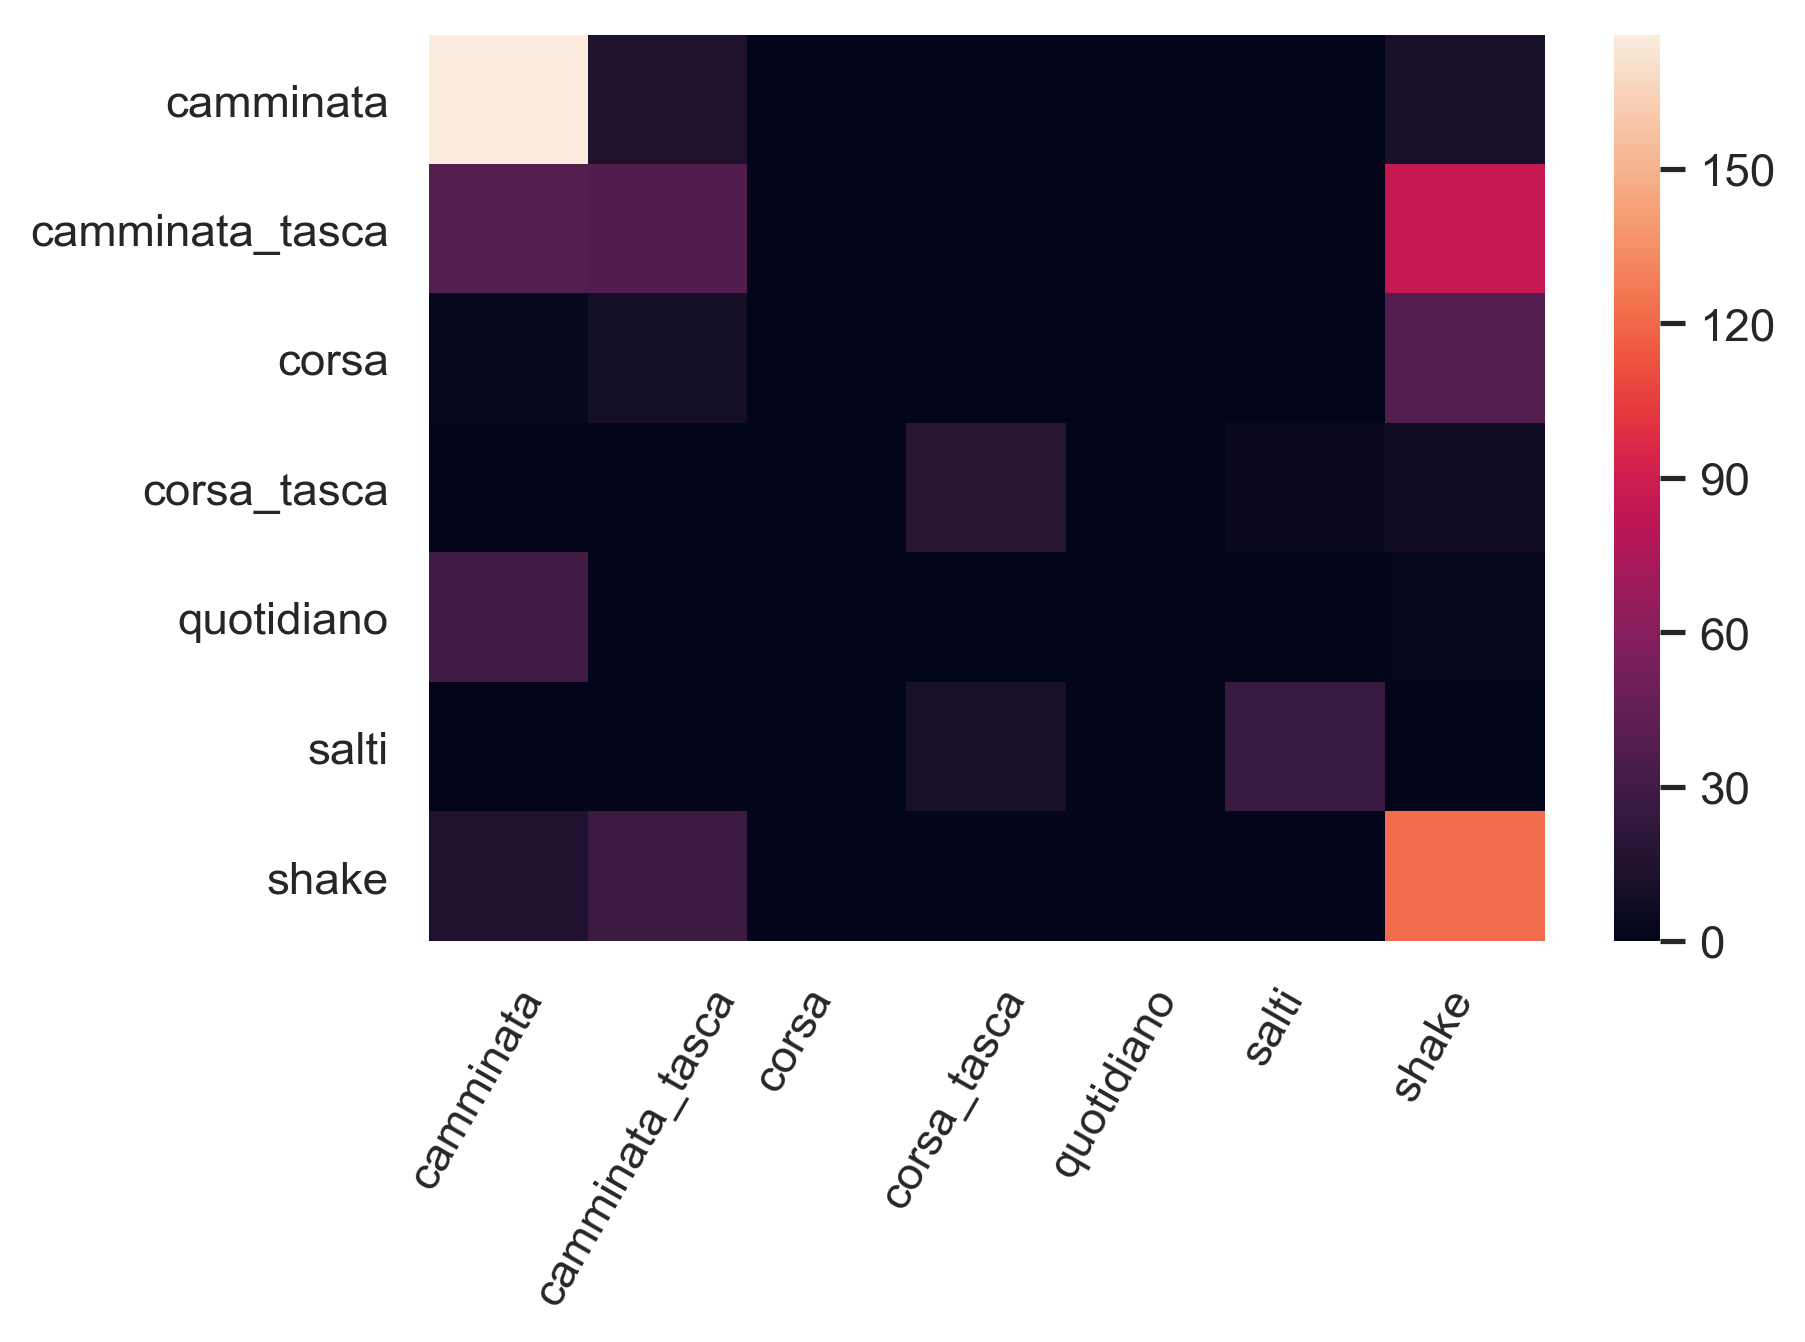 camminata
camminata_tasca
corsa
corsa_tasca
quotidiano
salti
shake
camminata
camminata_tasca
corsa
corsa_tasca
quotidiano
salti
shake
150
120
90
60
30
0